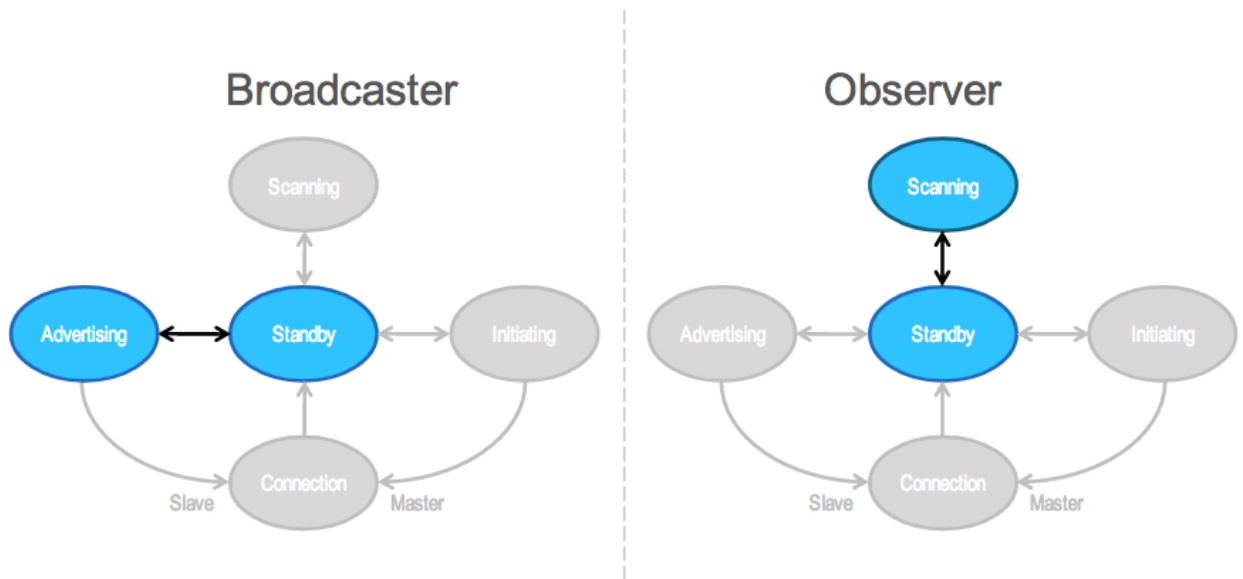 Broadcaster
Scanning
Advertising
Standby
Initiating
Connection
Slave
Master
Observer
Scanning
Advertising
Standby
Initiating
Connection
Slave
Master